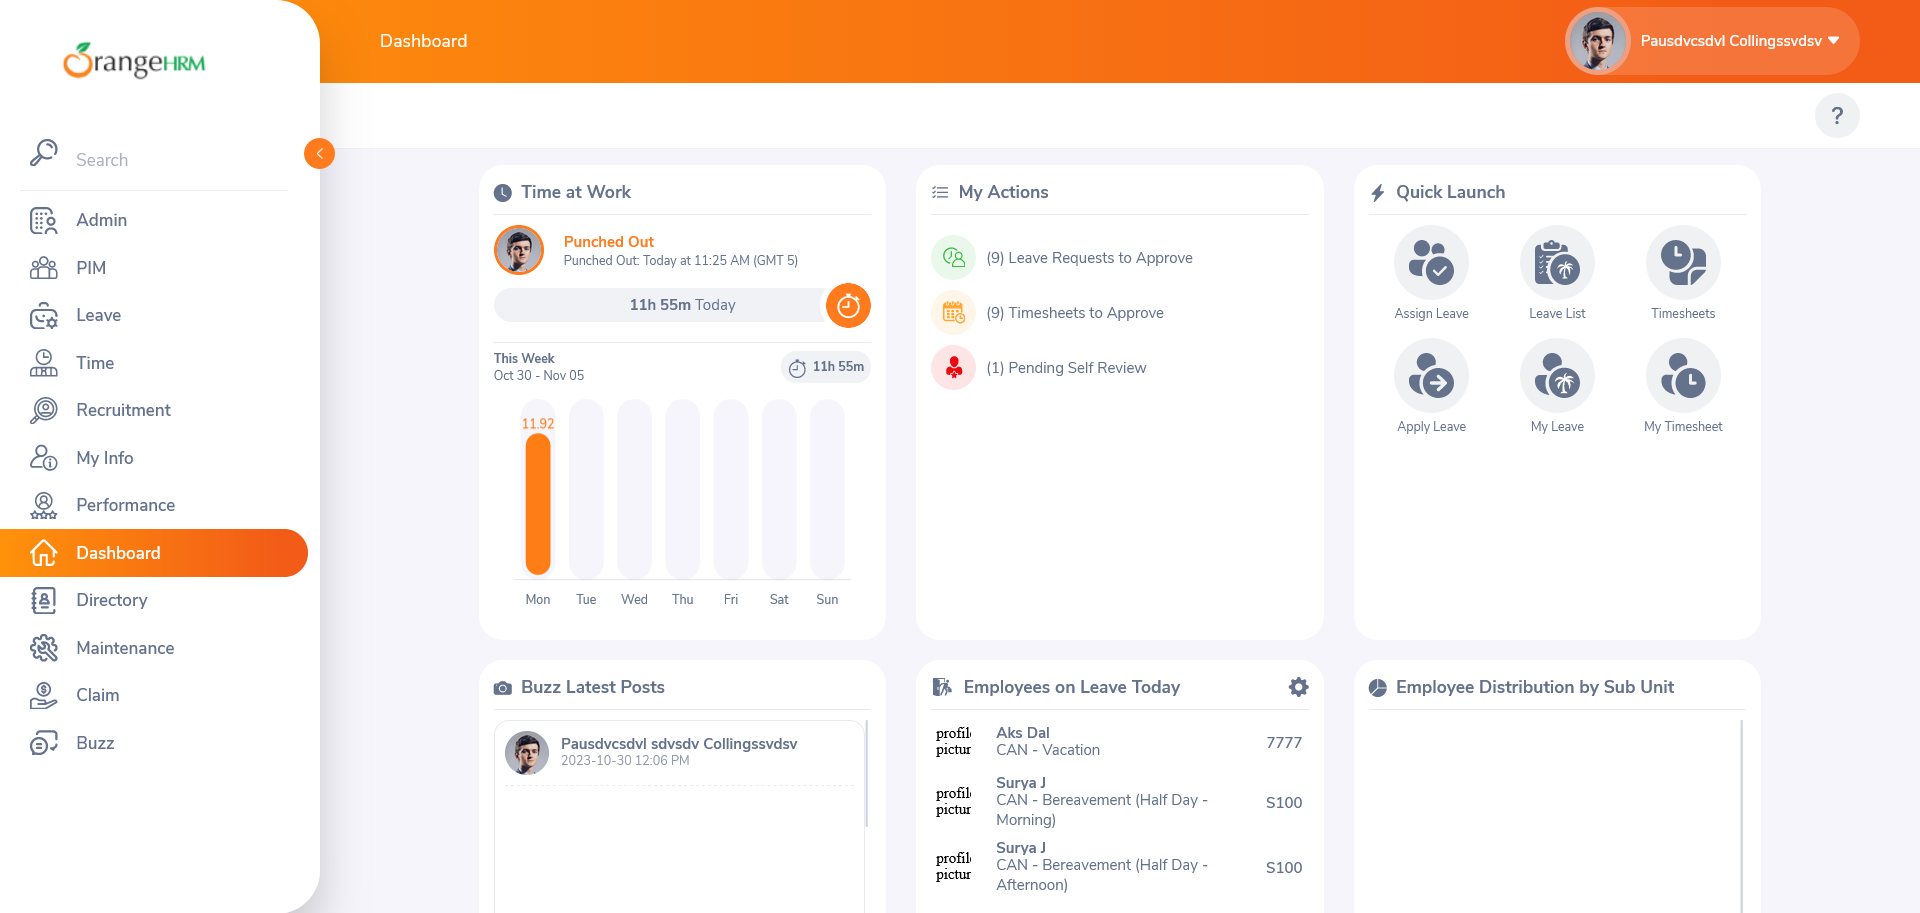 OrangeHRM
Search
Admin
PIM
Leave
Time
Recruitment
My Info
Performance
Dashboard
Directory
Maintenance
Claim
Buzz
Dashboard
Pausdvcsdvl Collingssvdsv
?
Time at Work
Punched Out
Punched Out: Today at 11:25 AM (GMT 5)
11h 55m Today
This Week
Oct 30 - Nov 05
11h 55m
11.92
Mon Tue Wed Thu Fri Sat Sun
My Actions
(9) Leave Requests to Approve
(9) Timesheets to Approve
(1) Pending Self Review
Quick Launch
Assign Leave
Leave List
Timesheets
Apply Leave
My Leave
My Timesheet
Buzz Latest Posts
Pausdvcsdvl sdvsdv Collingssvdsv
2023-10-30 12:06 PM
Employees on Leave Today
Aks Dal
CAN - Vacation
7777
Surya J
CAN - Bereavement (Half Day -
Morning)
S100
Surya J
CAN - Bereavement (Half Day -
Afternoon)
S100
Employee Distribution by Sub Unit